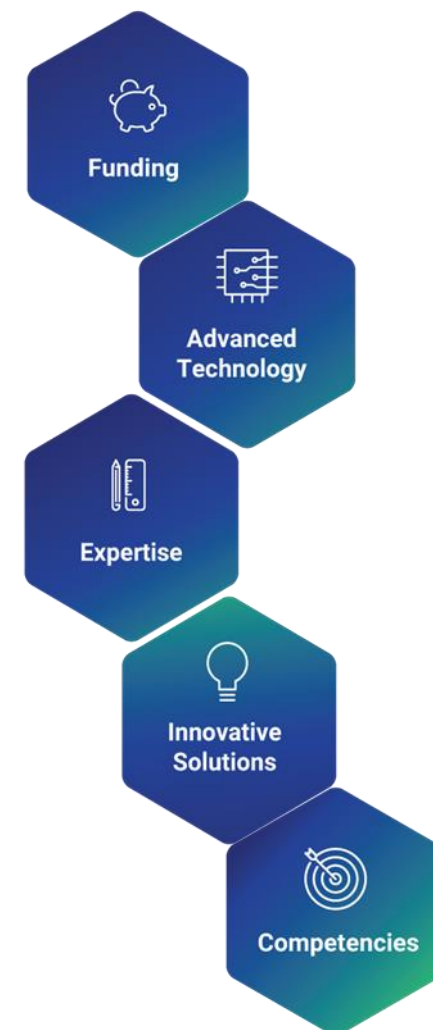 Funding
Advanced
Technology
Expertise
Innovative
Solutions
Competencies